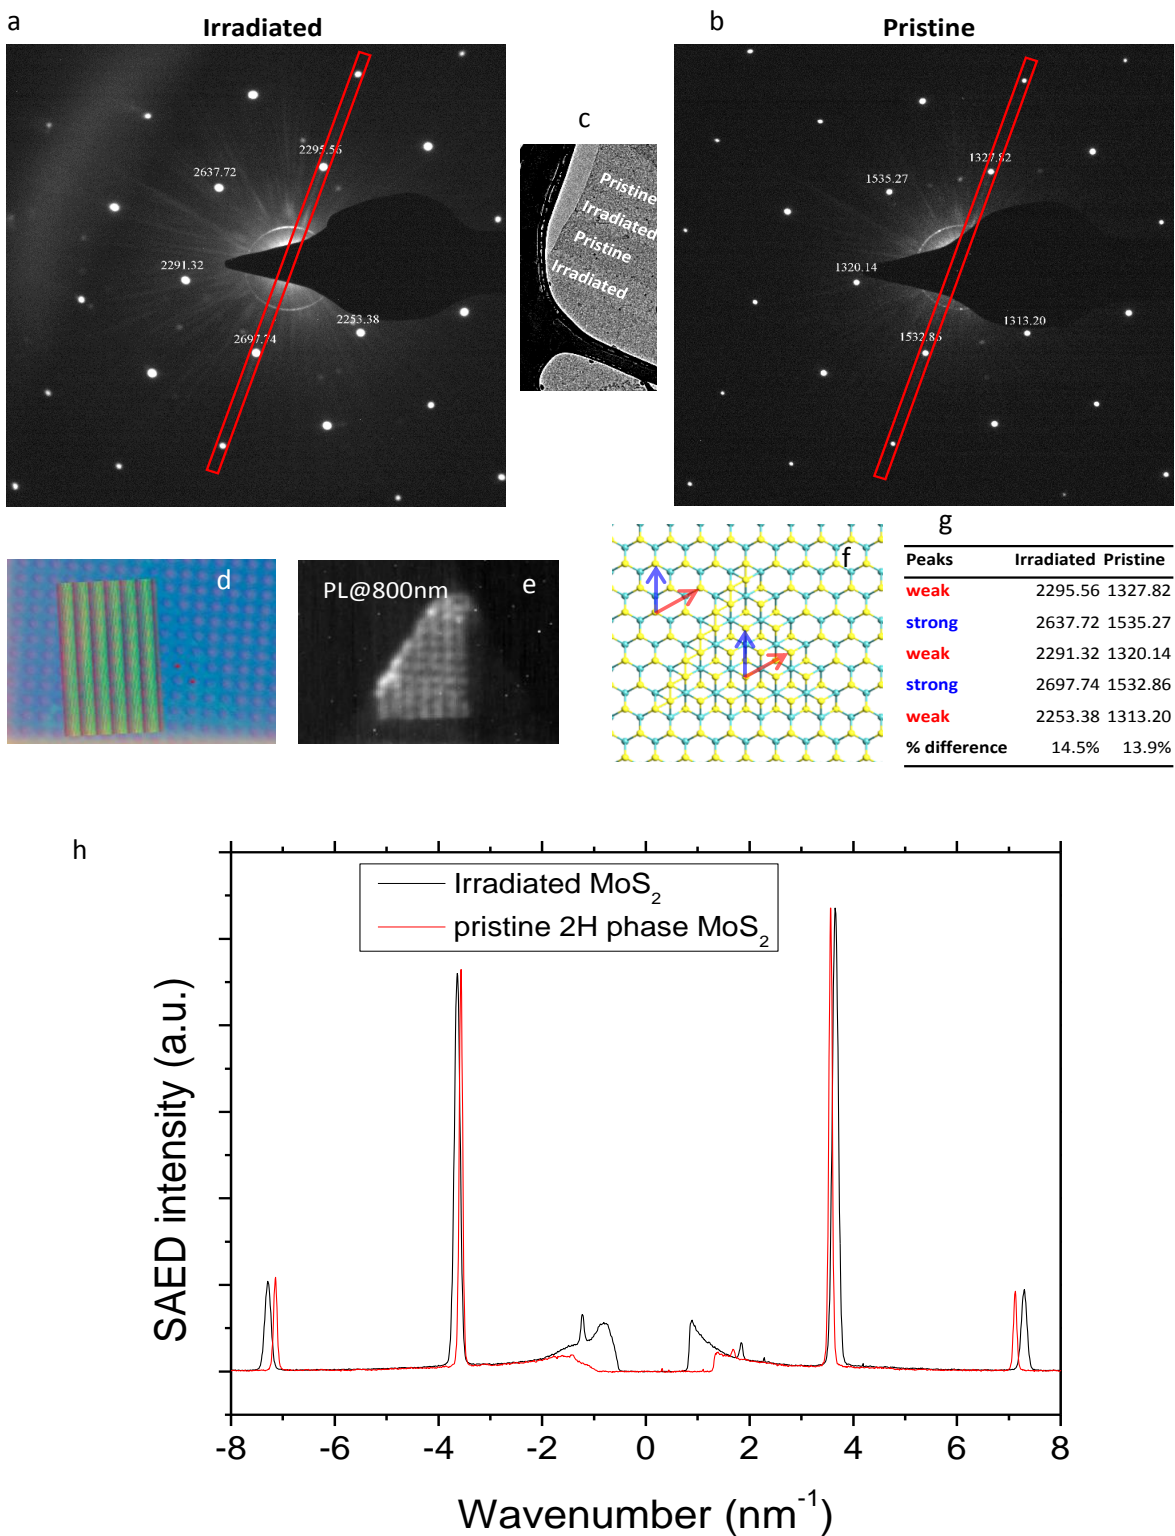 a
Irradiated
b
Pristine
2295.56
2637.72
2291.32
2253.38
2697.74
c
Pristine
Irradiated
Pristine
Irradiated
1327.82
1535.27
1320.14
1313.20
1532.86
d
PL@800nm
e
f
g
Peaks Irradiated Pristine
weak 2295.56 1327.82
strong 2637.72 1535.27
weak 2291.32 1320.14
strong 2697.74 1532.86
weak 2253.38 1313.20
% difference 14.5% 13.9%
h
Irradiated MoS₂
pristine 2H phase MoS₂
SAED intensity (a.u.)
-8 -6 -4 -2 0 2 4 6 8
Wavenumber (nm⁻¹)